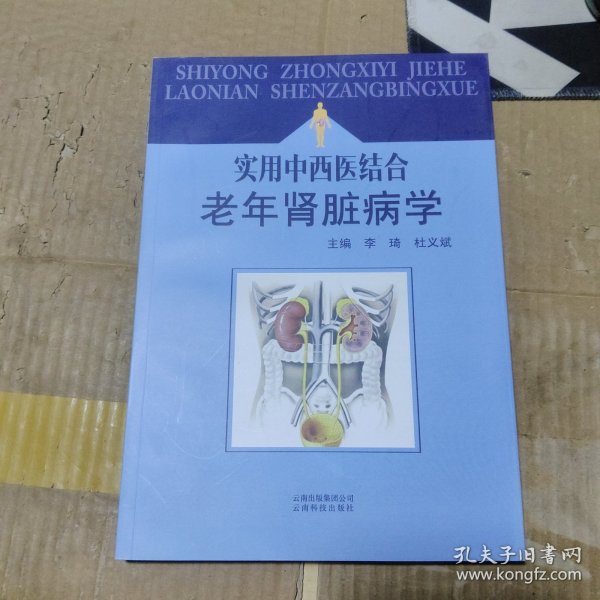 SHIYONG ZHONGXIYI JIEHE
LAONIAN SHENZANGBINGXUE
实用中西医结合
老年肾脏病学
主编 李 琦 杜义斌
云南出版集团公司
云南科技出版社
孔夫子旧书网
www.kongfz.com